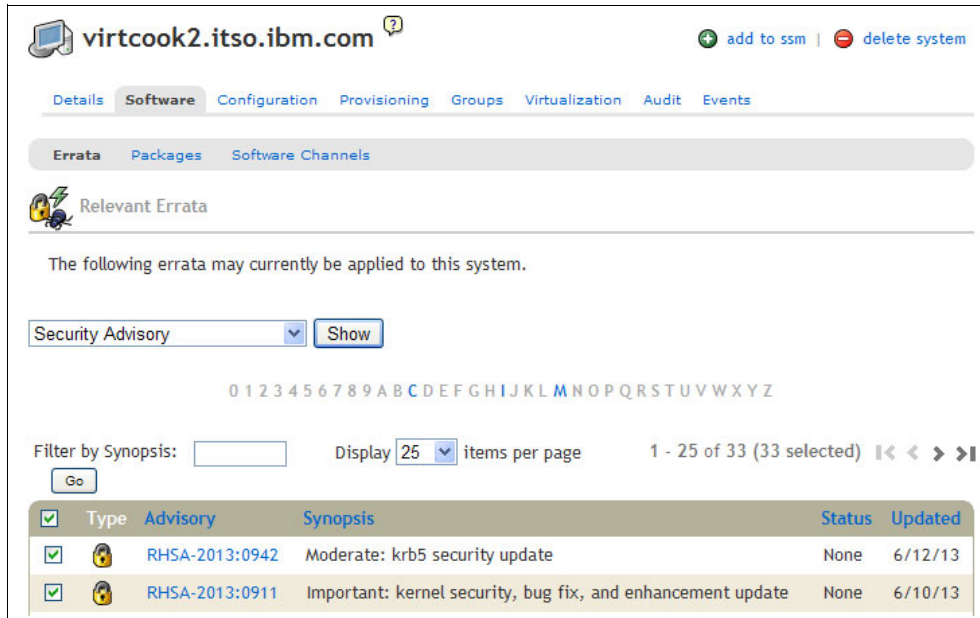 virtcook2.itso.ibm.com ?
add to ssm | delete system
Details Software Configuration Provisioning Groups Virtualization Audit Events
Errata Packages Software Channels
Relevant Errata
The following errata may currently be applied to this system.
Security Advisory Show
0 1 2 3 4 5 6 7 8 9 A B C D E F G H I J K L M N O P Q R S T U V W X Y Z
Filter by Synopsis: Display 25 items per page 1 - 25 of 33 (33 selected)
Go
Type Advisory Synopsis Status Updated
RHSA-2013:0942 Moderate: krb5 security update None 6/12/13
RHSA-2013:0911 Important: kernel security, bug fix, and enhancement update None 6/10/13